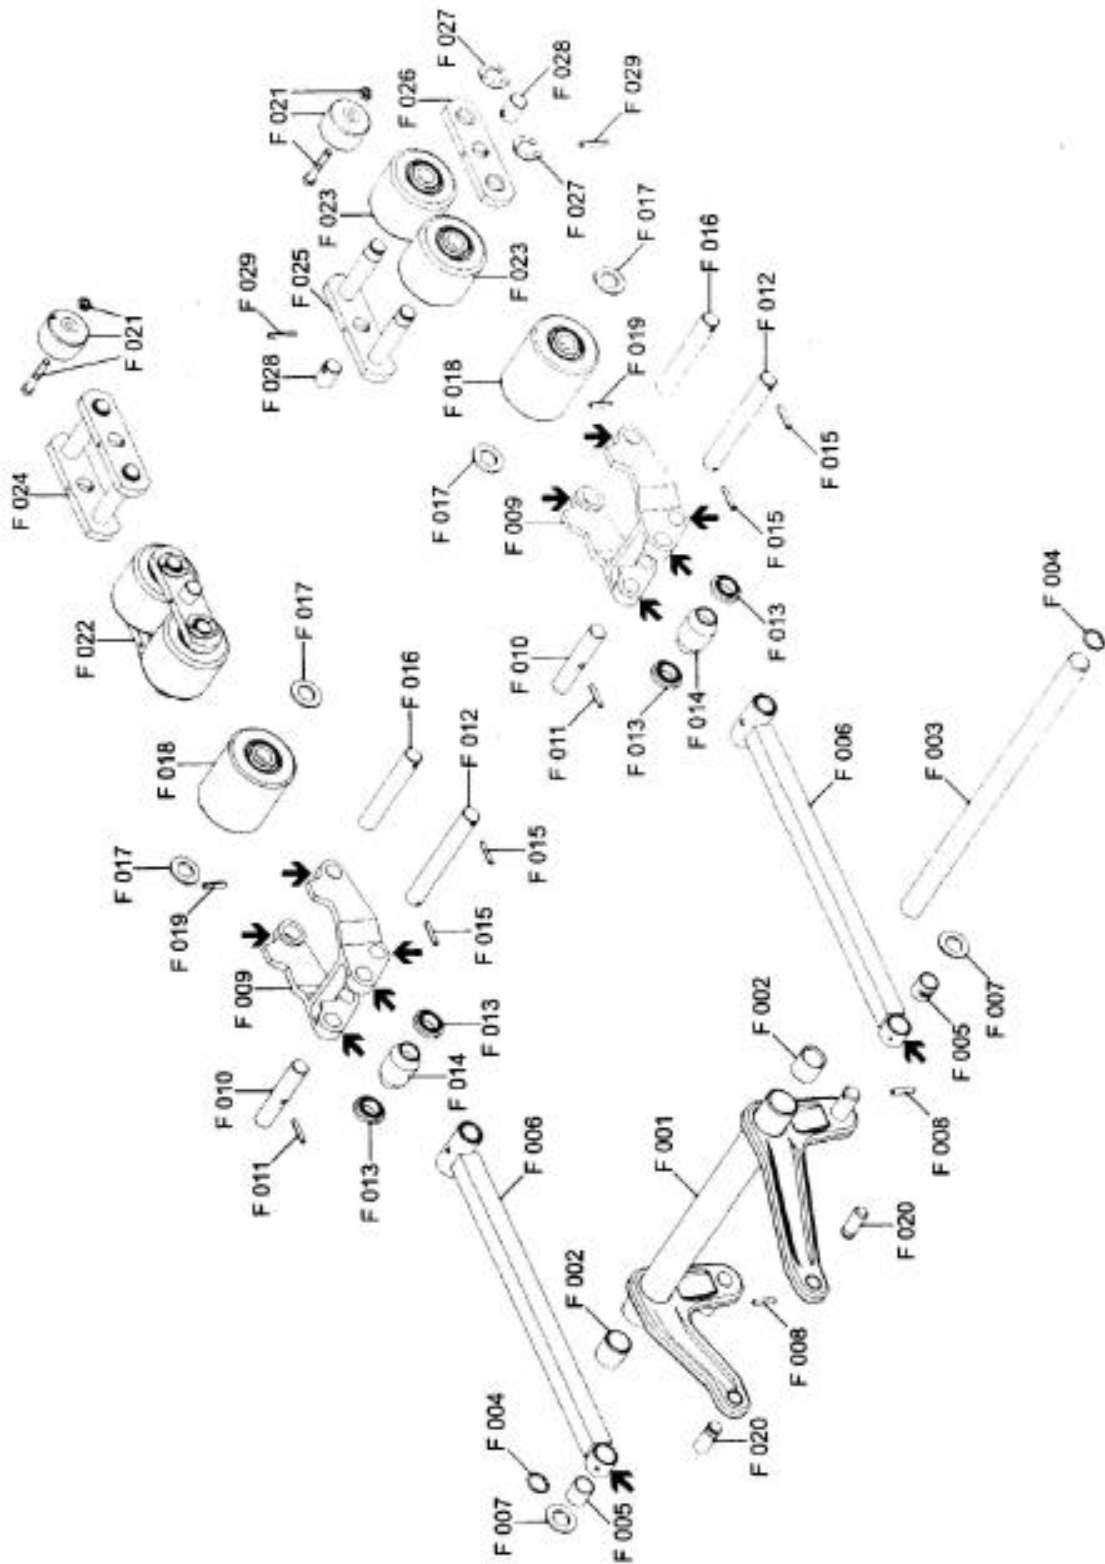 F 027
F 028
F 029
F 021
F 026
F 027
F 023
F 017
F 029
F 025
F 023
F 016
F 012
F 028
F 021
F 018
F 019
F 015
F 024
F 017
F 009
F 015
F 004
F 022
F 017
F 010
F 013
F 018
F 016
F 011
F 013
F 014
F 012
F 006
F 003
F 017
F 019
F 015
F 015
F 009
F 013
F 002
F 005
F 007
F 010
F 014
F 001
F 008
F 011
F 013
F 006
F 020
F 002
F 008
F 004
F 020
F 007
F 005